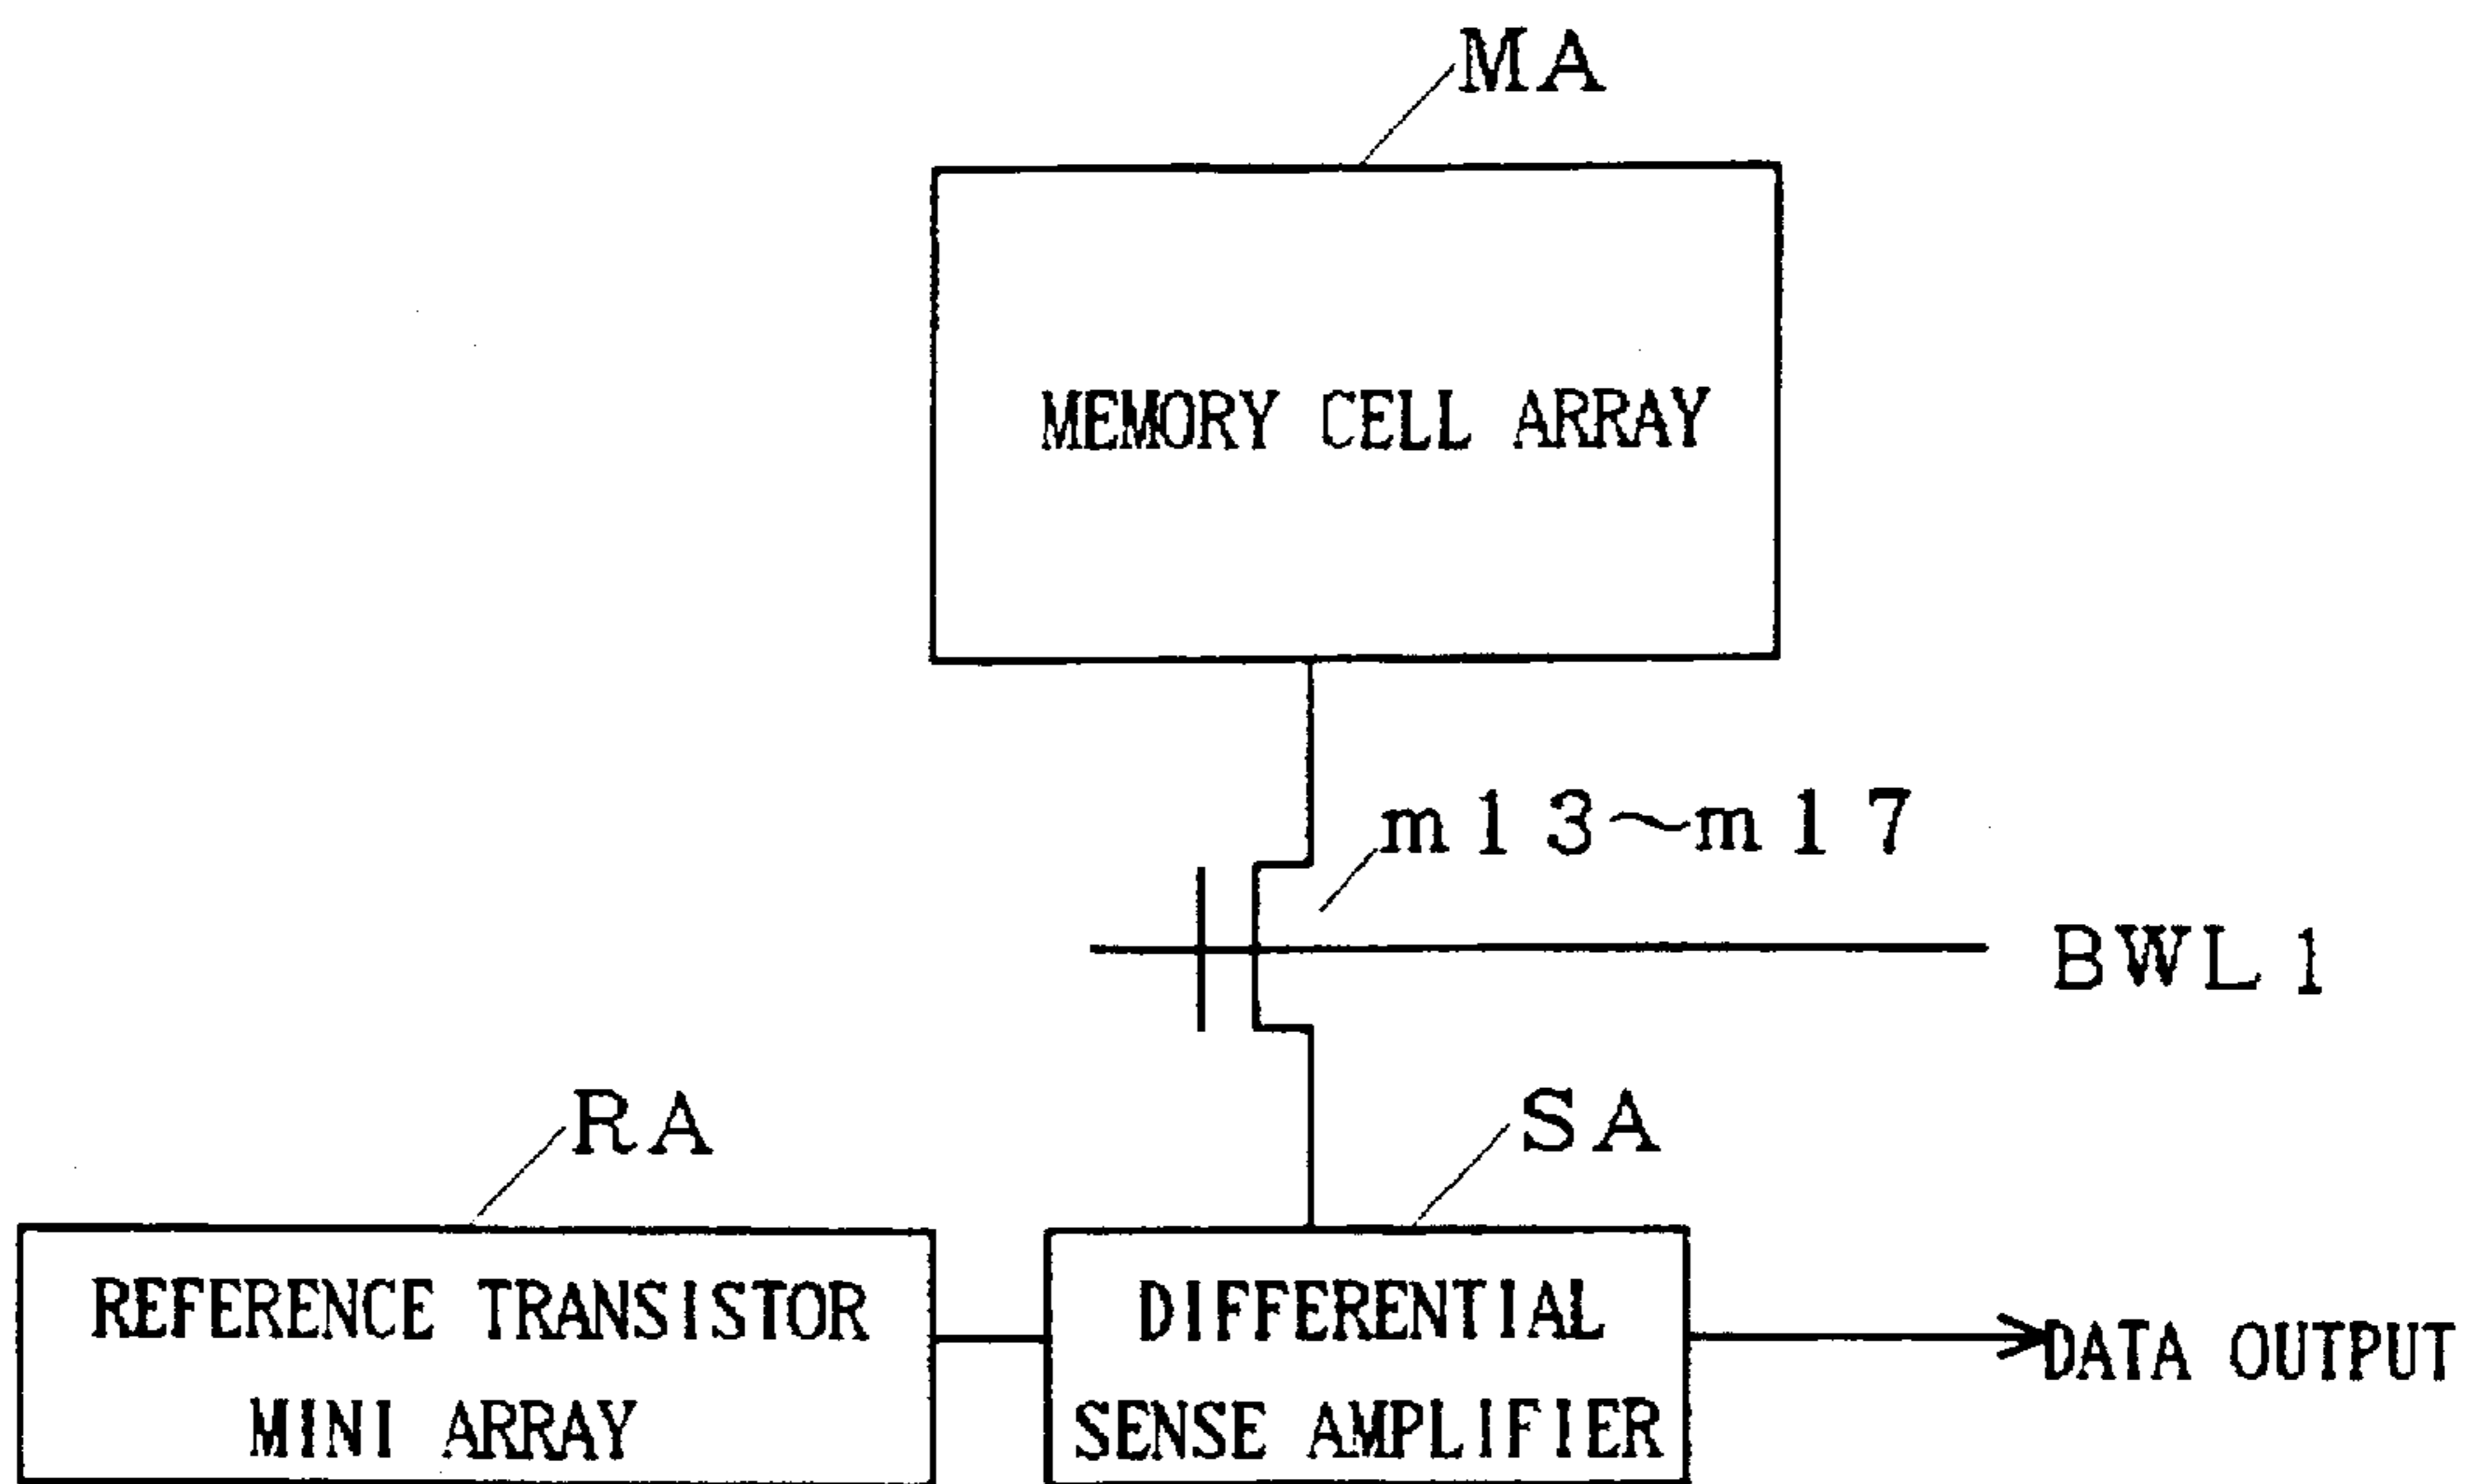 MA
MEMORY CELL ARRAY
m13~m17
BWL1
RA
SA
REFERENCE TRANSISTOR
MINI ARRAY
DIFFERENTIAL
SENSE AMPLIFIER
DATA OUTPUT